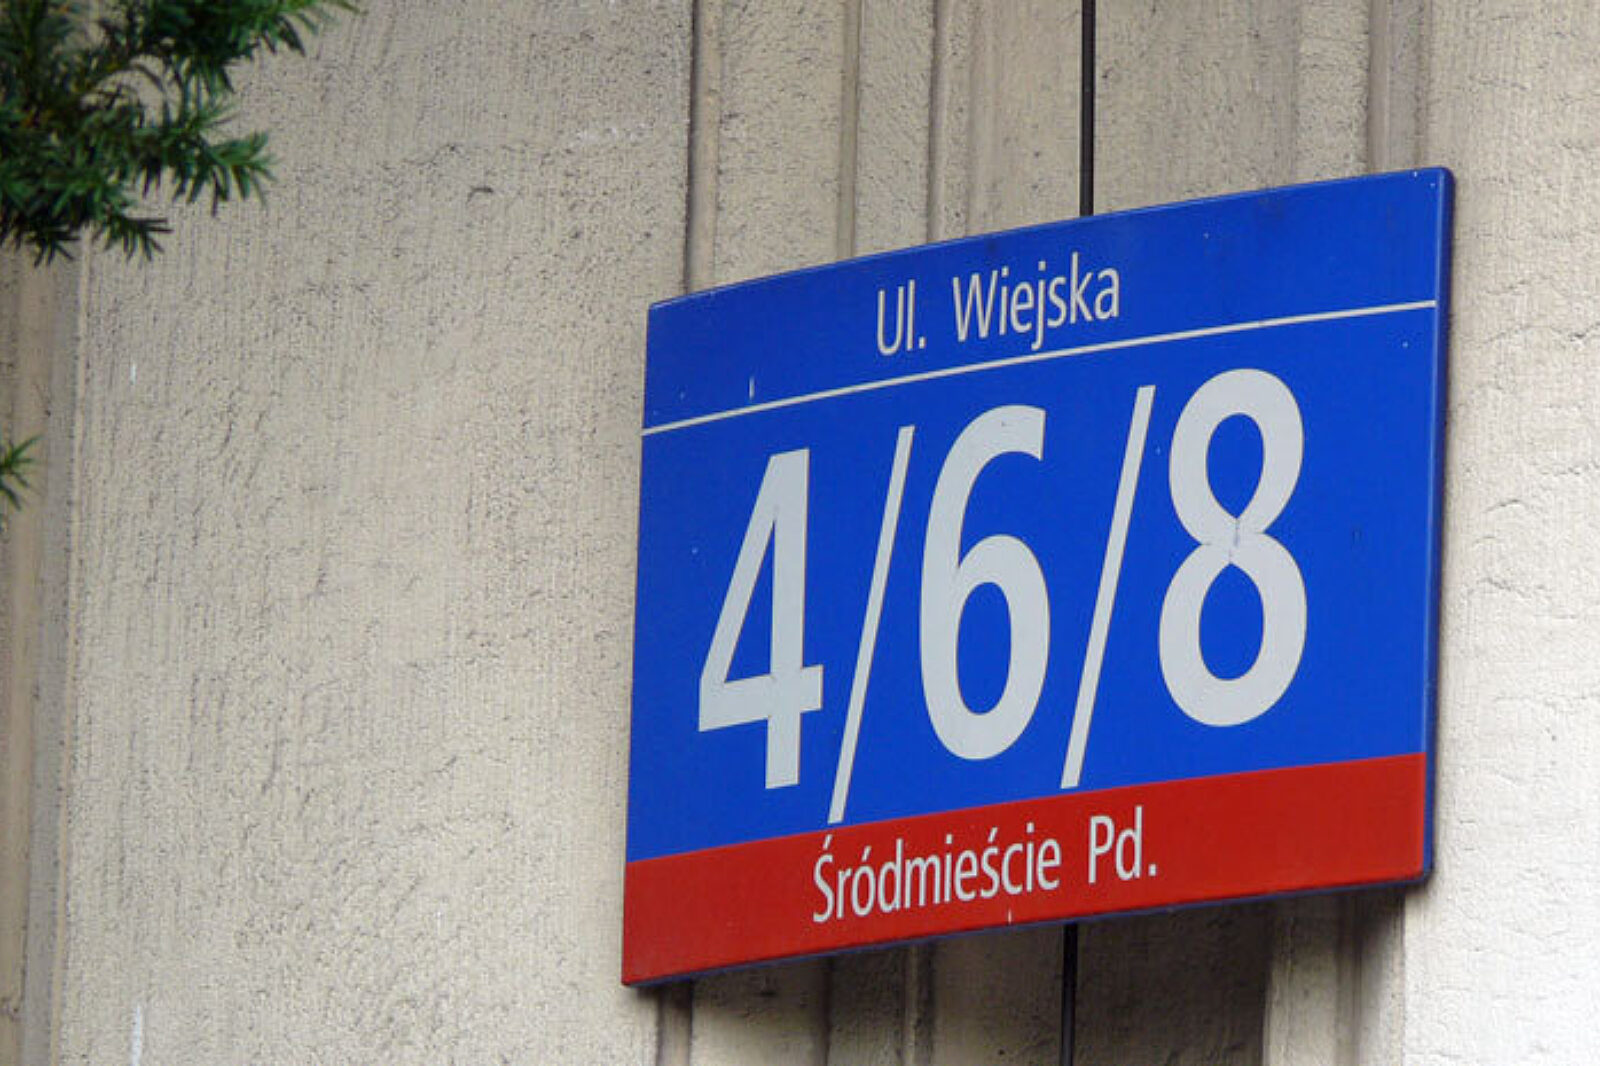 Ul. Wiejska
4/6/8
Śródmieście Pd.